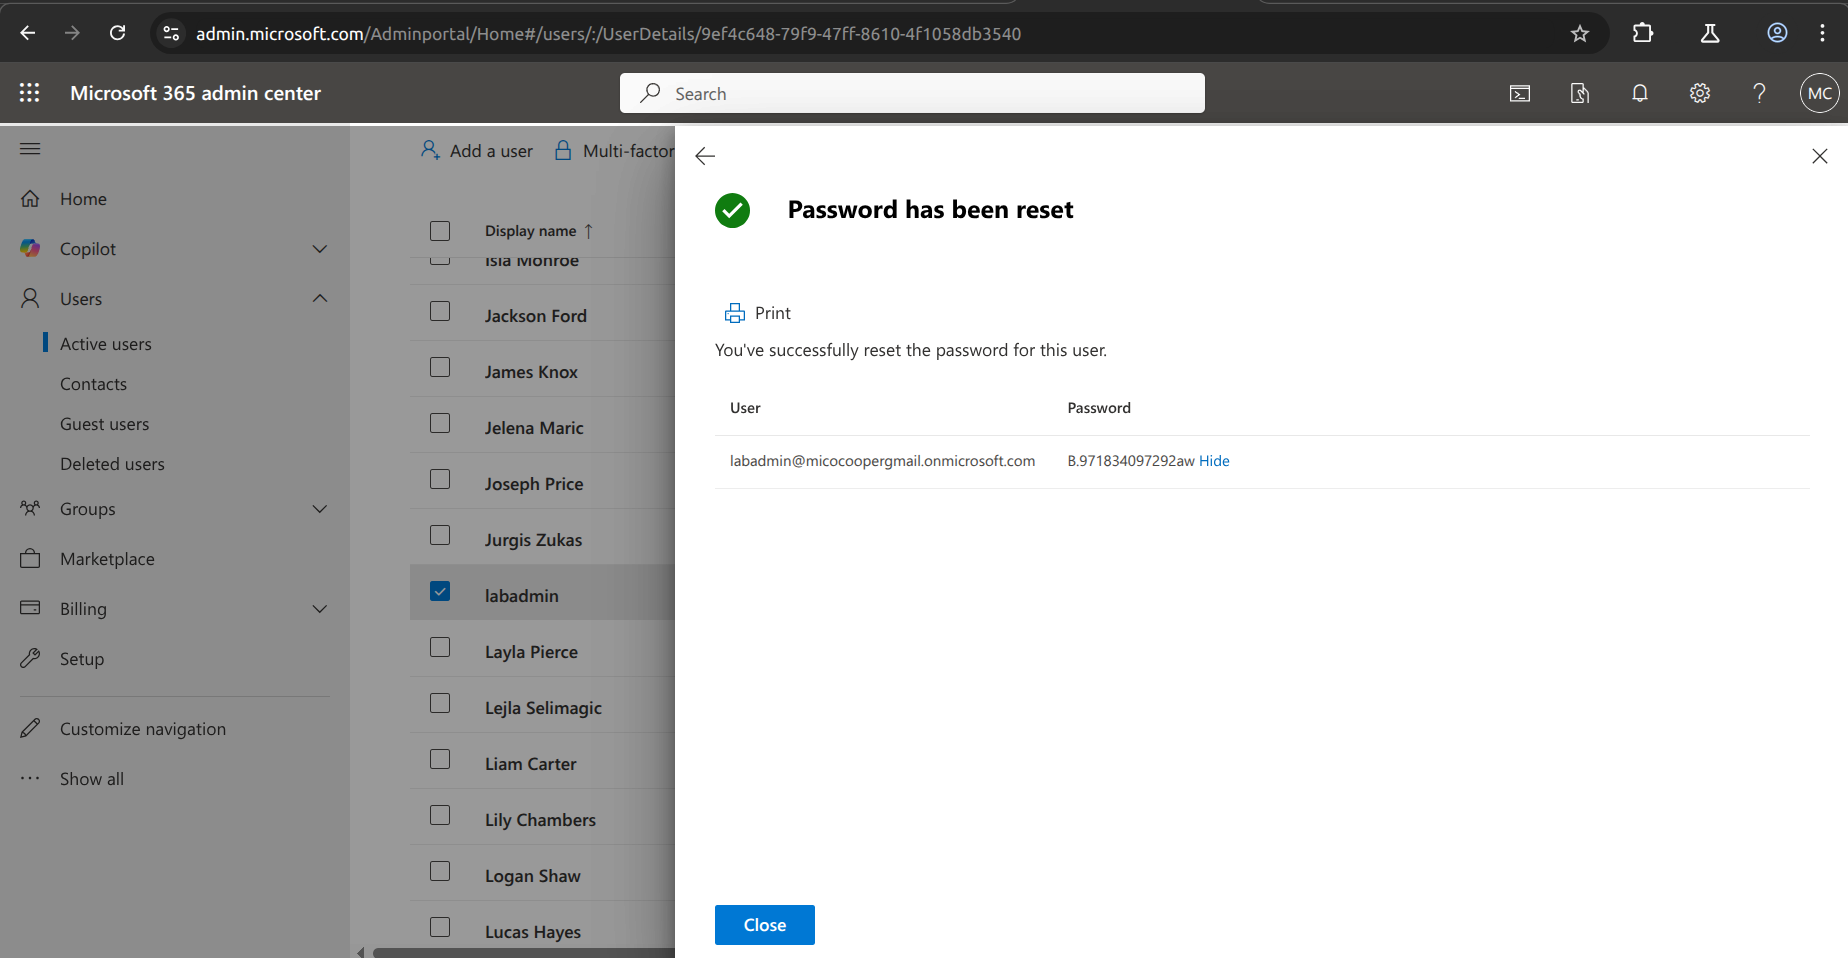 admin.microsoft.com/Adminportal/Home#/users/:/UserDetails/9ef4c648-79f9-47ff-8610-4f1058db3540
Microsoft 365 admin center
Search
MC
Home
Copilot
Users
Active users
Contacts
Guest users
Deleted users
Groups
Marketplace
Billing
Setup
Customize navigation
Show all
Add a user
Multi-factor
Display name ↑
Isla Monroe
Jackson Ford
James Knox
Jelena Maric
Joseph Price
Jurgis Zukas
labadmin
Layla Pierce
Lejla Selimagic
Liam Carter
Lily Chambers
Logan Shaw
Lucas Hayes
Password has been reset
Print
You've successfully reset the password for this user.
User Password
labadmin@micocoopergmail.onmicrosoft.com B.971834097292aw Hide
Close